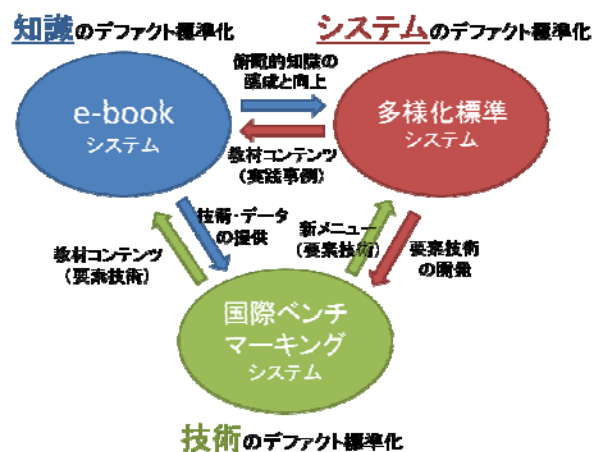 知識のデファクト標準化
システムのデファクト標準化
俯瞰的知識の
醸成と向上
e-book
システム
多様化標準
システム
教材コンテンツ
(実践事例)
技術・データ
の提供
新メニュー
(要素技術)
教材コンテンツ
(要素技術)
要素技術
の開発
国際ベンチ
マーキング
システム
技術のデファクト標準化